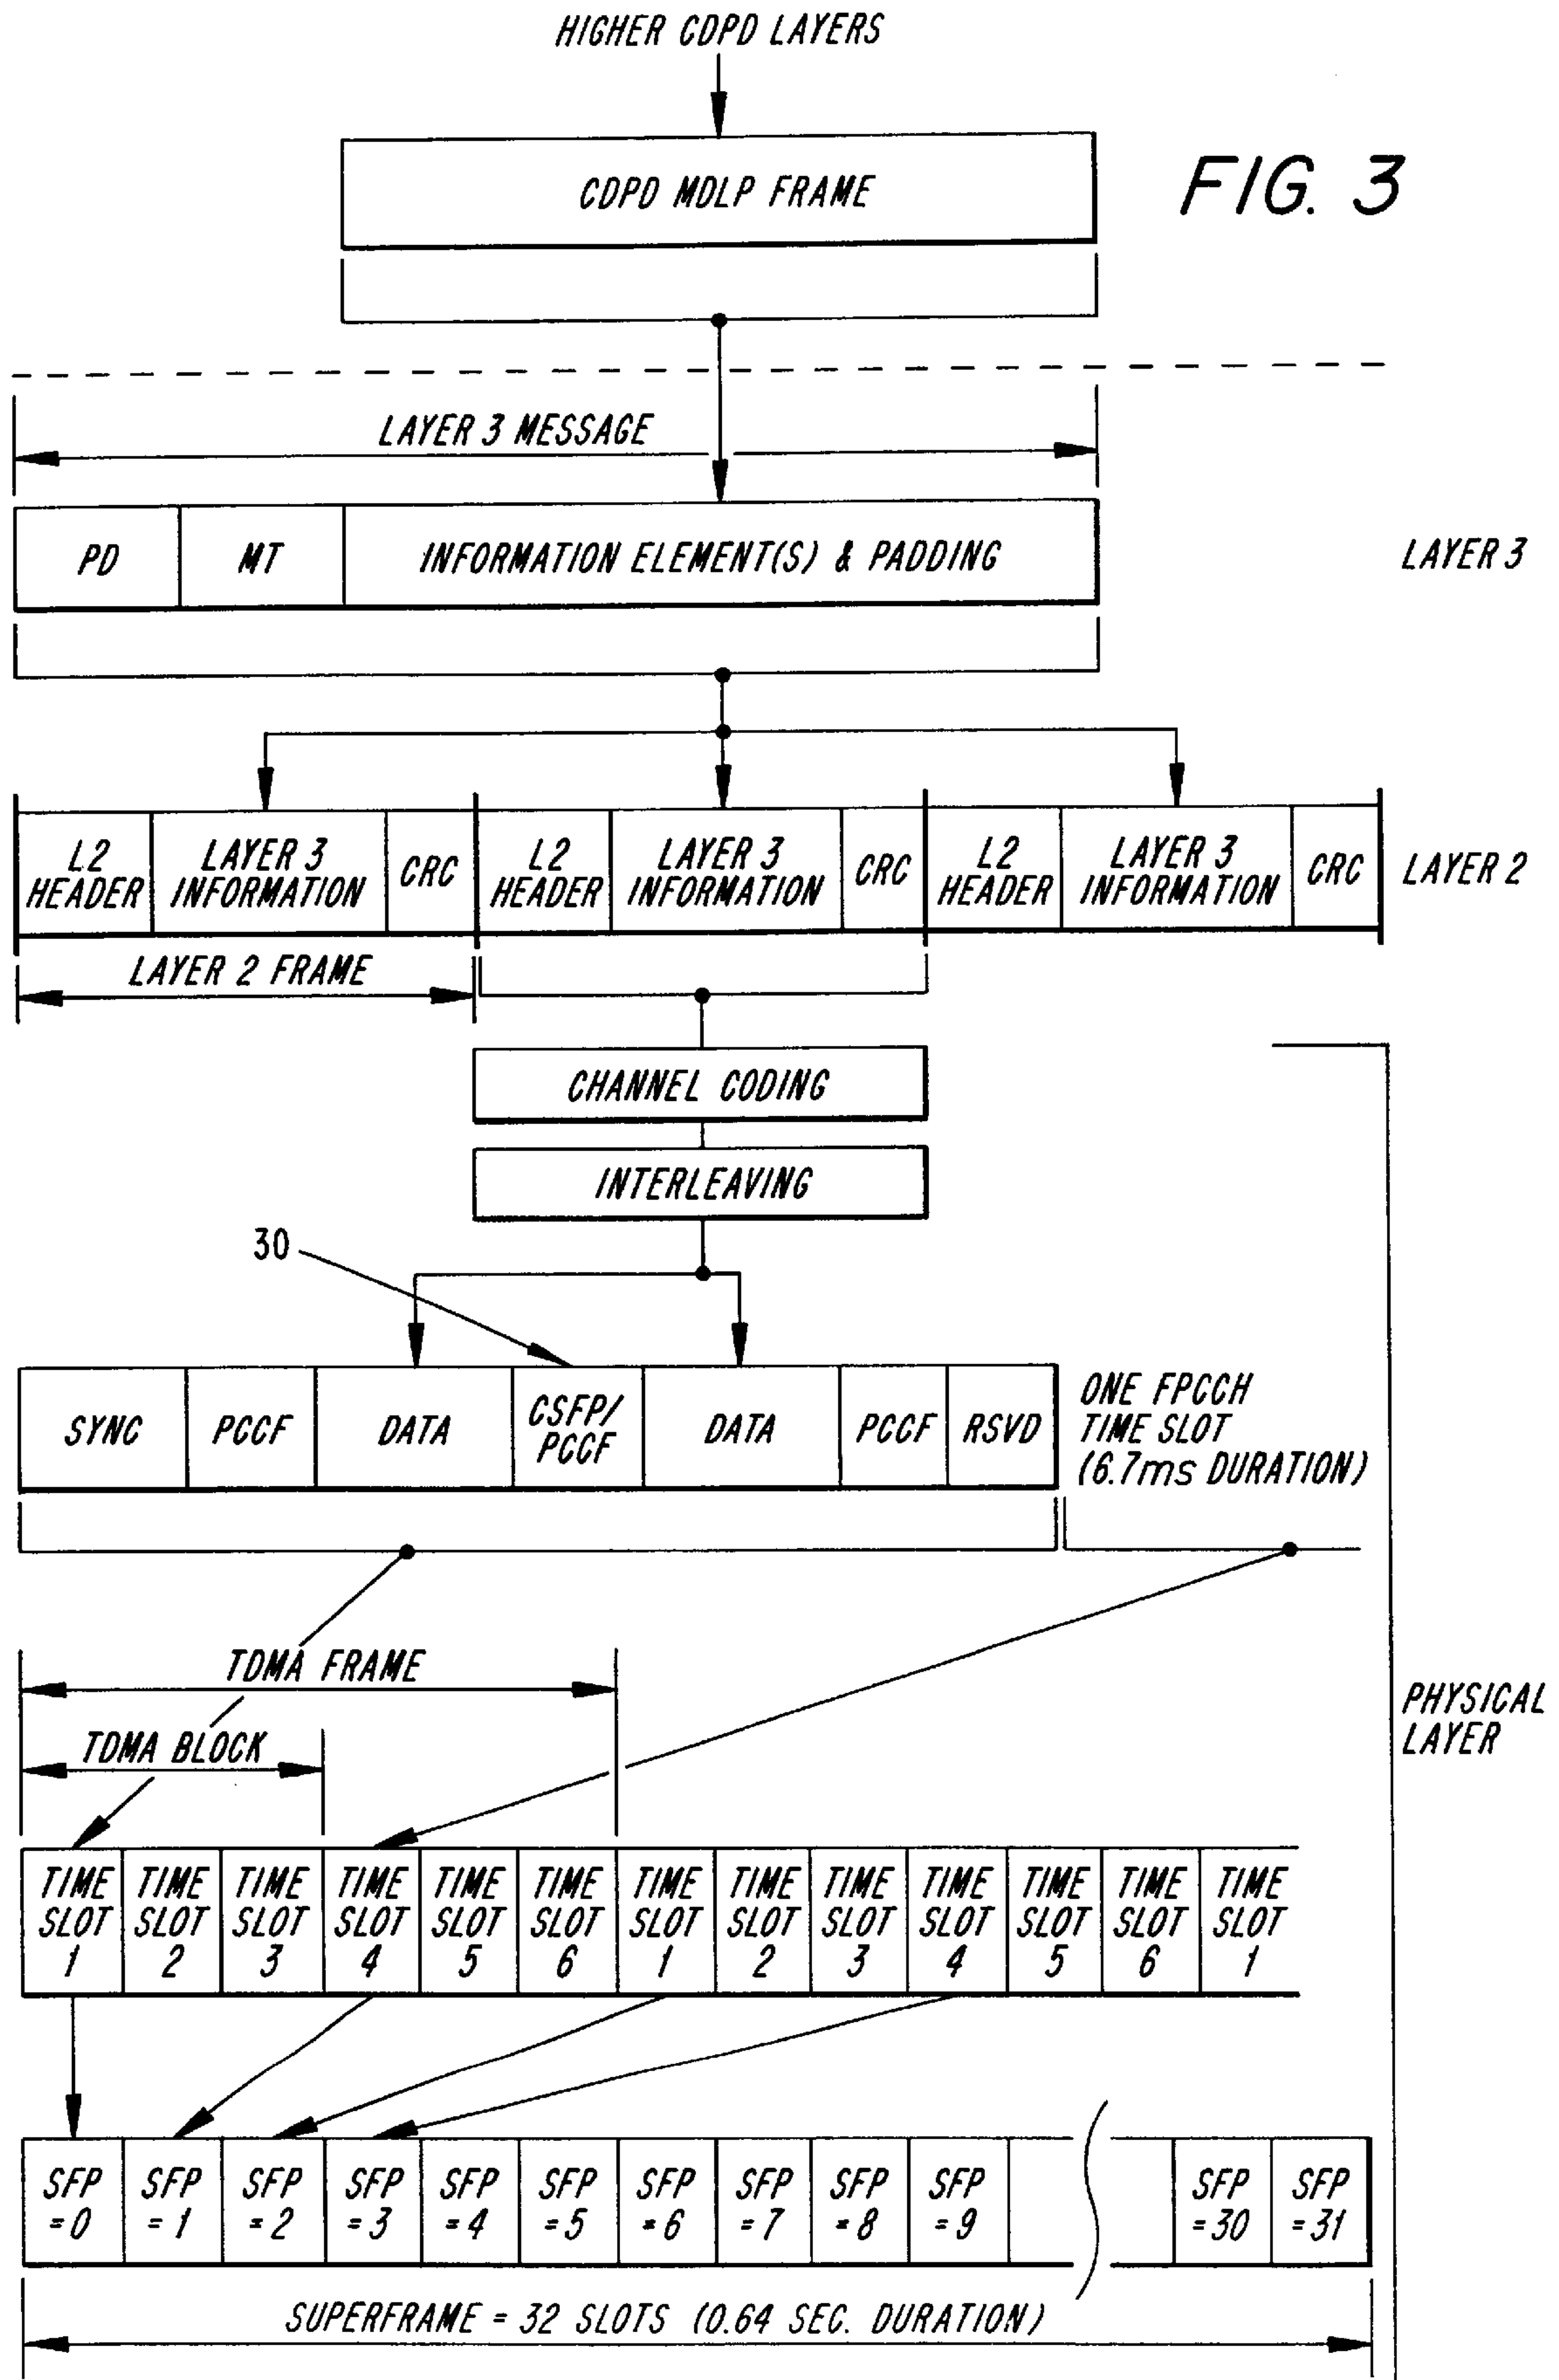 HIGHER CDPD LAYERS
CDPD MDLP FRAME
FIG. 3
LAYER 3 MESSAGE
PD MT INFORMATION ELEMENT(S) & PADDING
LAYER 3
L2 HEADER
LAYER 3 INFORMATION
CRC
L2 HEADER
LAYER 3 INFORMATION
CRC
L2 HEADER
LAYER 3 INFORMATION
CRC
LAYER 2
LAYER 2 FRAME
CHANNEL CODING
INTERLEAVING
30
SYNC
PCCF
DATA
CSFP/
PCCF
DATA
PCCF
RSVD
ONE FPCCH
TIME SLOT
(6.7ms DURATION)
TDMA FRAME
TDMA BLOCK
PHYSICAL
LAYER
TIME SLOT 1
TIME SLOT 2
TIME SLOT 3
TIME SLOT 4
TIME SLOT 5
TIME SLOT 6
TIME SLOT 1
TIME SLOT 2
TIME SLOT 3
TIME SLOT 4
TIME SLOT 5
TIME SLOT 6
TIME SLOT 1
SFP = 0
SFP = 1
SFP = 2
SFP = 3
SFP = 4
SFP = 5
SFP = 6
SFP = 7
SFP = 8
SFP = 9
SFP = 30
SFP = 31
SUPERFRAME = 32 SLOTS (0.64 SEC. DURATION)